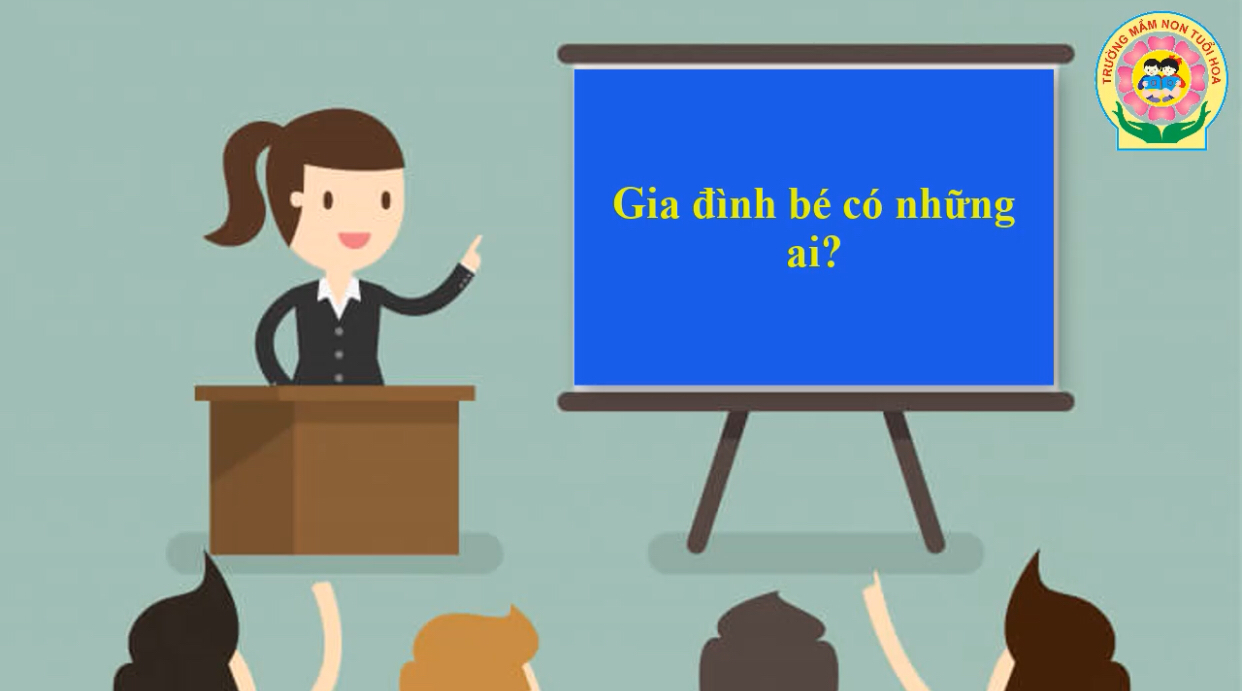 TRƯỜNG MẦM NON TUỔI HOA
Gia đình bé có những
ai?